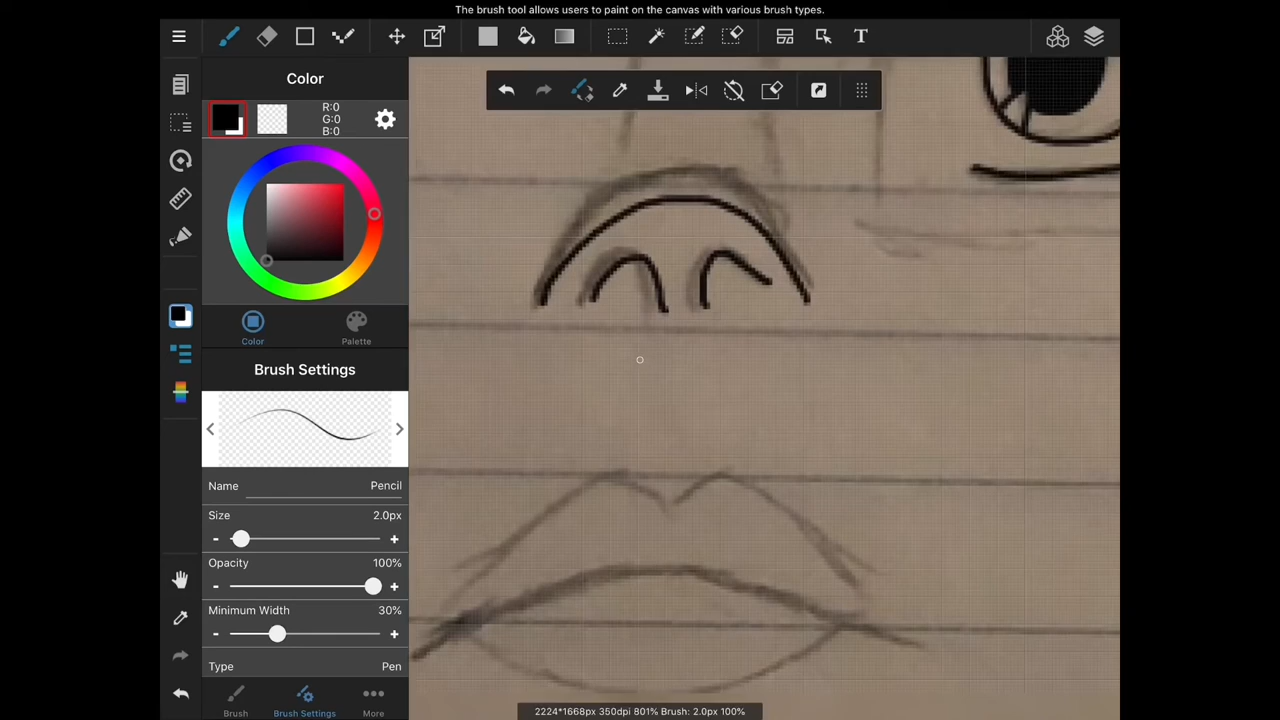 The brush tool allows users to paint on the canvas with various brush types.
T
Color
R:0
G:0
B:0
Color
Palette
Brush Settings
Name Pencil
Size 2.0px
- +
Opacity 100%
- +
Minimum Width 30%
- +
Type Pen
Brush
Brush Settings
More
2224*1668px 350dpi 801% Brush: 2.0px 100%